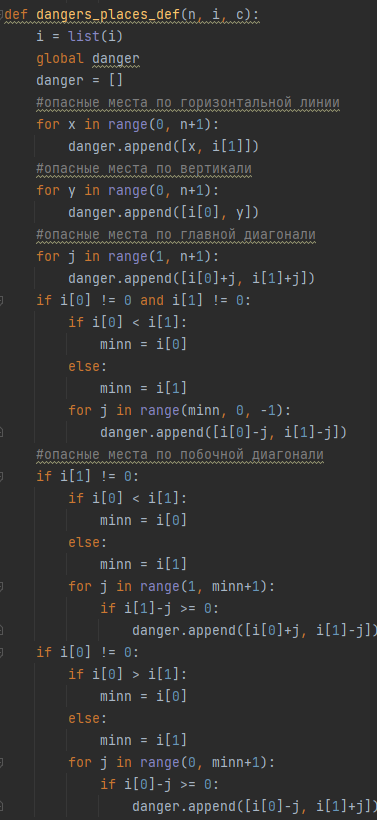 def dangers_places_def(n, i, c):
    i = list(i)
    global danger
    danger = []
    #опасные места по горизонтальной линии
    for x in range(0, n+1):
        danger.append([x, i[1]])
    #опасные места по вертикали
    for y in range(0, n+1):
        danger.append([i[0], y])
    #опасные места по главной диагонали
    for j in range(1, n+1):
        danger.append([i[0]+j, i[1]+j])
    if i[0] != 0 and i[1] != 0:
        if i[0] < i[1]:
            minn = i[0]
        else:
            minn = i[1]
        for j in range(minn, 0, -1):
            danger.append([i[0]-j, i[1]-j])
    #опасные места по побочной диагонали
    if i[1] != 0:
        if i[0] < i[1]:
            minn = i[0]
        else:
            minn = i[1]
        for j in range(1, minn+1):
            if i[1]-j >= 0:
                danger.append([i[0]+j, i[1]-j])
    if i[0] != 0:
        if i[0] > i[1]:
            minn = i[0]
        else:
            minn = i[1]
        for j in range(0, minn+1):
            if i[0]-j >= 0:
                danger.append([i[0]-j, i[1]+j])